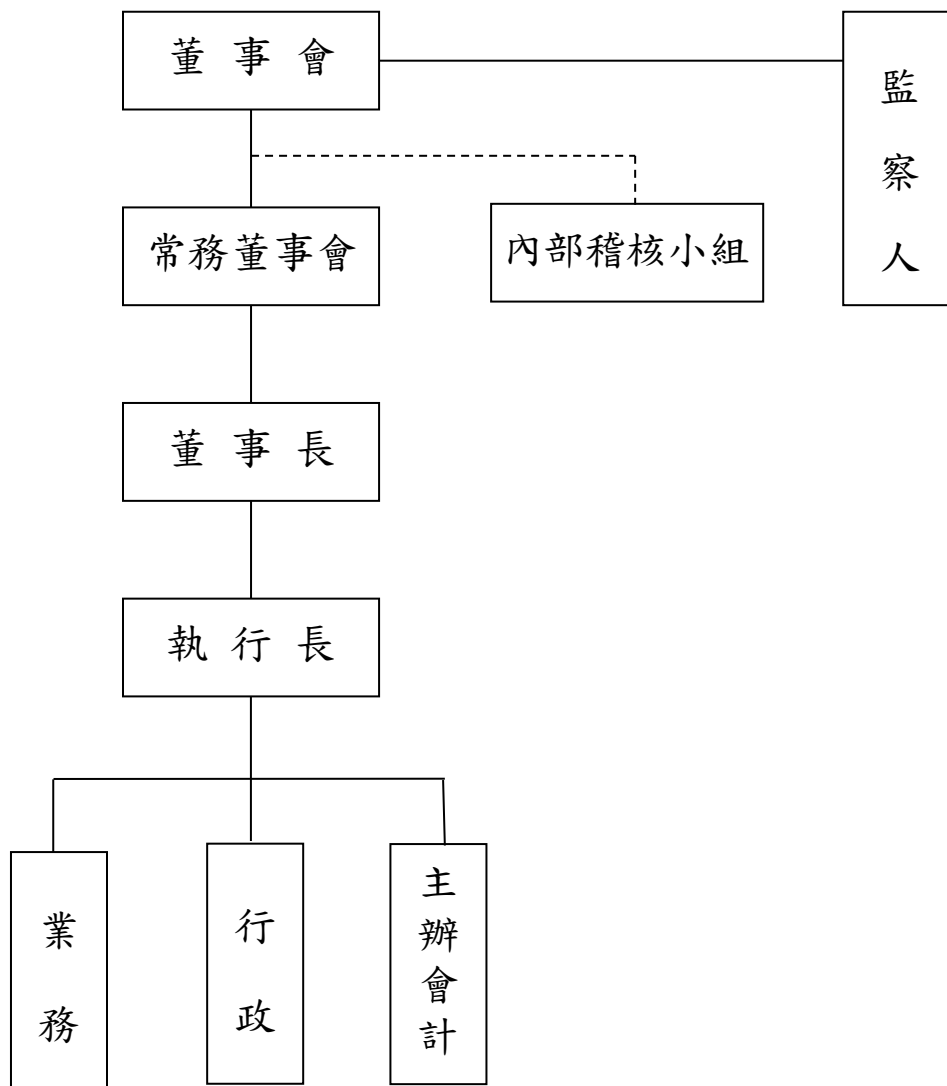 董事會
監察人
常務董事會
內部稽核小組
董事長
執行長
業務
行政
主辦會計